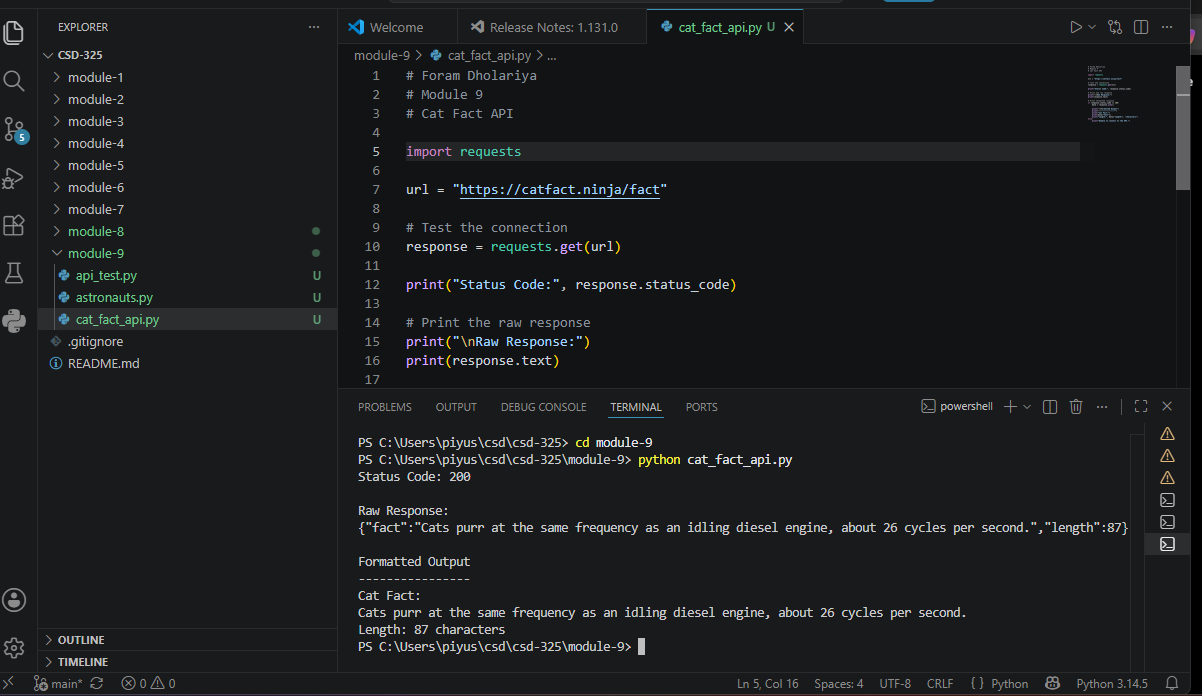 EXPLORER
CSD-325
module-1
module-2
module-3
module-4
module-5
module-6
module-7
module-8
module-9
api_test.py U
astronauts.py U
cat_fact_api.py U
.gitignore
README.md
OUTLINE
TIMELINE
5
Welcome
Release Notes: 1.131.0
cat_fact_api.py U
module-9 > cat_fact_api.py > ...
1 # Foram Dholariya
2 # Module 9
3 # Cat Fact API
4
5 import requests
6
7 url = "https://catfact.ninja/fact"
8
9 # Test the connection
10 response = requests.get(url)
11
12 print("Status Code:", response.status_code)
13
14 # Print the raw response
15 print("\nRaw Response:")
16 print(response.text)
17
PROBLEMS OUTPUT DEBUG CONSOLE TERMINAL PORTS
powershell
PS C:\Users\piyus\csd\csd-325> cd module-9
PS C:\Users\piyus\csd\csd-325\module-9> python cat_fact_api.py
Status Code: 200
Raw Response:
{"fact":"Cats purr at the same frequency as an idling diesel engine, about 26 cycles per second.","length":87}
Formatted Output
----------------
Cat Fact:
Cats purr at the same frequency as an idling diesel engine, about 26 cycles per second.
Length: 87 characters
PS C:\Users\piyus\csd\csd-325\module-9>
main* 0 0 Ln 5, Col 16 Spaces: 4 UTF-8 CRLF { } Python Python 3.14.5